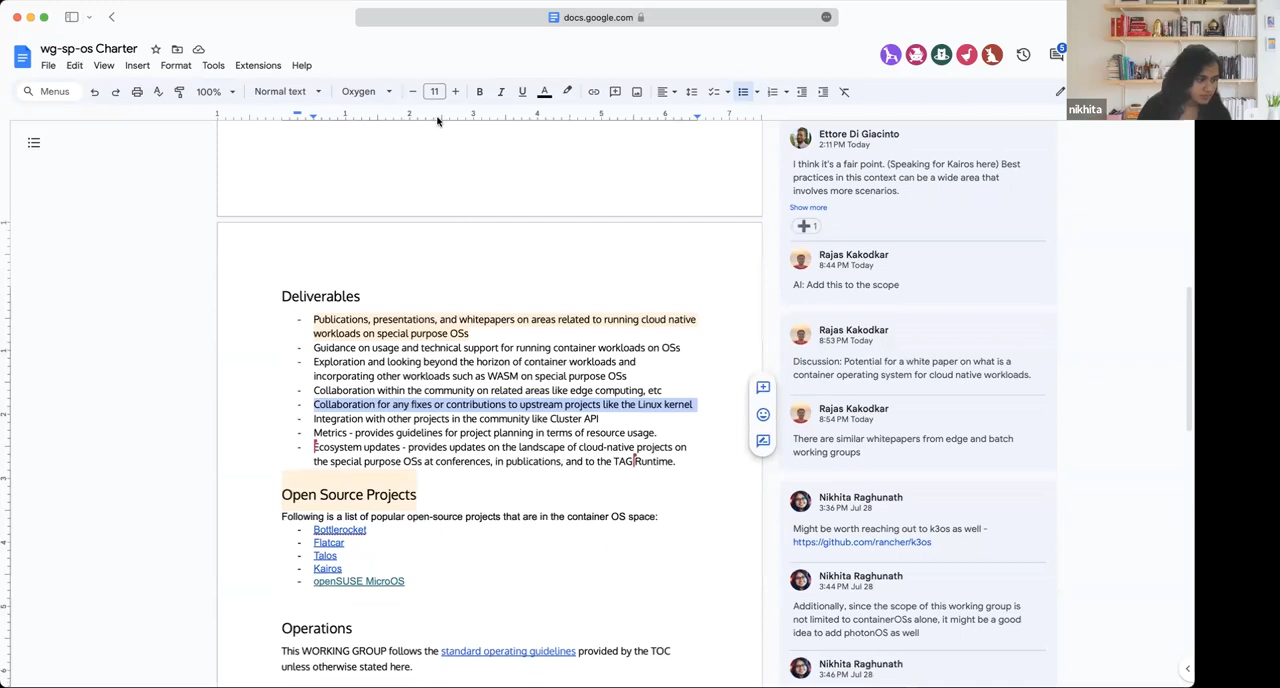 docs.google.com
wg-sp-os Charter
File Edit View Insert Format Tools Extensions Help
5
nikhita
Menus 100% Normal text Oxygen 11
1 1 2 3 4 5 6 7
Deliverables
- Publications, presentations, and whitepapers on areas related to running cloud native
workloads on special purpose OSs
- Guidance on usage and technical support for running container workloads on OSs
- Exploration and looking beyond the horizon of container workloads and
incorporating other workloads such as WASM on special purpose OSs
- Collaboration within the community on related areas like edge computing, etc
- Collaboration for any fixes or contributions to upstream projects like the Linux kernel
- Integration with other projects in the community like Cluster API
- Metrics - provides guidelines for project planning in terms of resource usage.
- Ecosystem updates - provides updates on the landscape of cloud-native projects on
the special purpose OSs at conferences, in publications, and to the TAG Runtime.
Open Source Projects
Following is a list of popular open-source projects that are in the container OS space:
- Bottlerocket
- Flatcar
- Talos
- Kairos
- openSUSE MicroOS
Operations
This WORKING GROUP follows the standard operating guidelines provided by the TOC
unless otherwise stated here.
Ettore Di Giacinto
2:11 PM Today
I think it's a fair point. (Speaking for Kairos here) Best
practices in this context can be a wide area that
involves more scenarios.
Show more
1
Rajas Kakodkar
8:44 PM Today
AI: Add this to the scope
Rajas Kakodkar
8:53 PM Today
Discussion: Potential for a white paper on what is a
container operating system for cloud native workloads.
Rajas Kakodkar
8:54 PM Today
There are similar whitepapers from edge and batch
working groups
Nikhita Raghunath
3:36 PM Jul 28
Might be worth reaching out to k3os as well -
https://github.com/rancher/k3os
Nikhita Raghunath
3:44 PM Jul 28
Additionally, since the scope of this working group is
not limited to containerOSs alone, it might be a good
idea to add photonOS as well
Nikhita Raghunath
3:46 PM Jul 28